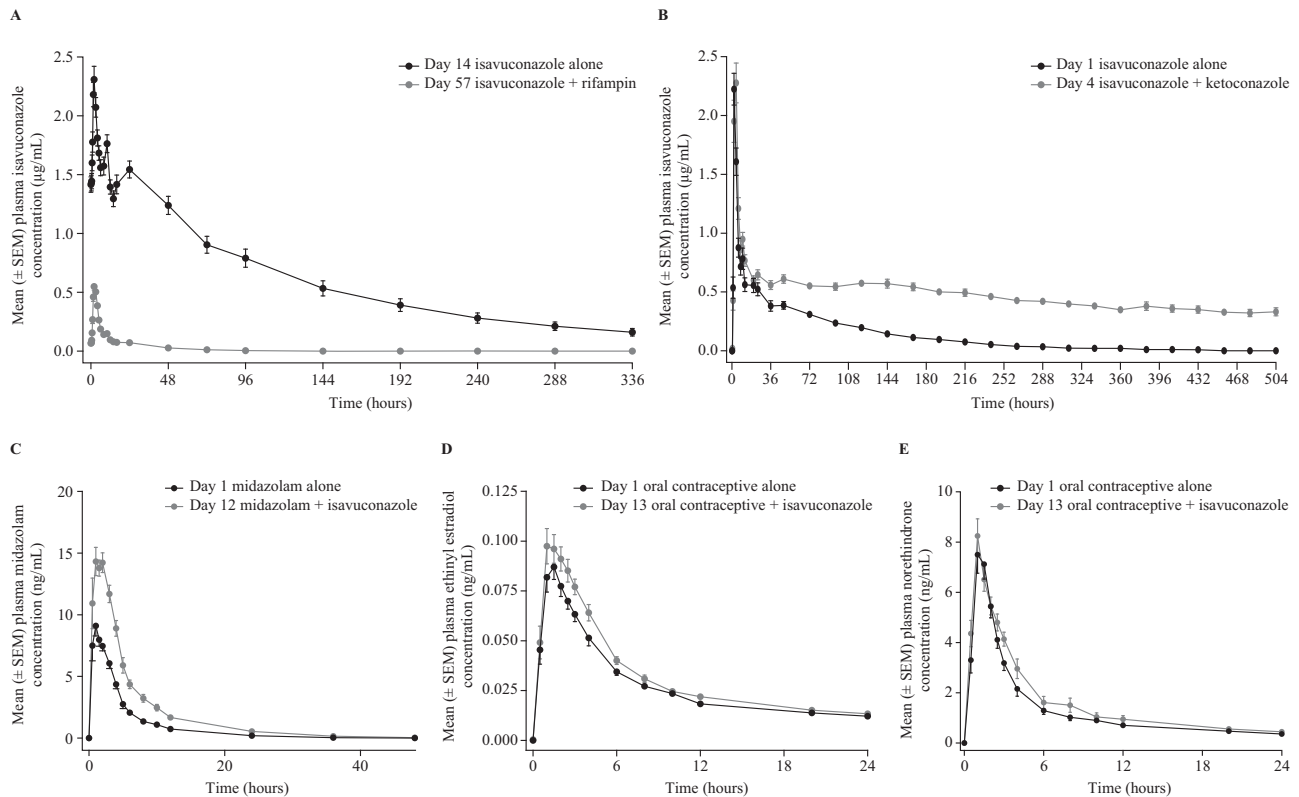 A
Day 14 isavuconazole alone
Day 57 isavuconazole + rifampin
Mean (± SEM) plasma isavuconazole
concentration (µg/mL)
2.5
2.0
1.5
1.0
0.5
0.0
0 48 96 144 192 240 288 336
Time (hours)
B
Day 1 isavuconazole alone
Day 4 isavuconazole + ketoconazole
Mean (± SEM) plasma isavuconazole
concentration (µg/mL)
2.5
2.0
1.5
1.0
0.5
0.0
0 36 72 108 144 180 216 252 288 324 360 396 432 468 504
Time (hours)
C
Day 1 midazolam alone
Day 12 midazolam + isavuconazole
Mean (± SEM) plasma midazolam
concentration (ng/mL)
20
15
10
5
0
0 20 40
Time (hours)
D
Day 1 oral contraceptive alone
Day 13 oral contraceptive + isavuconazole
Mean (± SEM) plasma ethinyl estradiol
concentration (ng/mL)
0.125
0.100
0.075
0.050
0.025
0.000
0 6 12 18 24
Time (hours)
E
Day 1 oral contraceptive alone
Day 13 oral contraceptive + isavuconazole
Mean (± SEM) plasma norethindrone
concentration (ng/mL)
10
8
6
4
2
0
0 6 12 18 24
Time (hours)